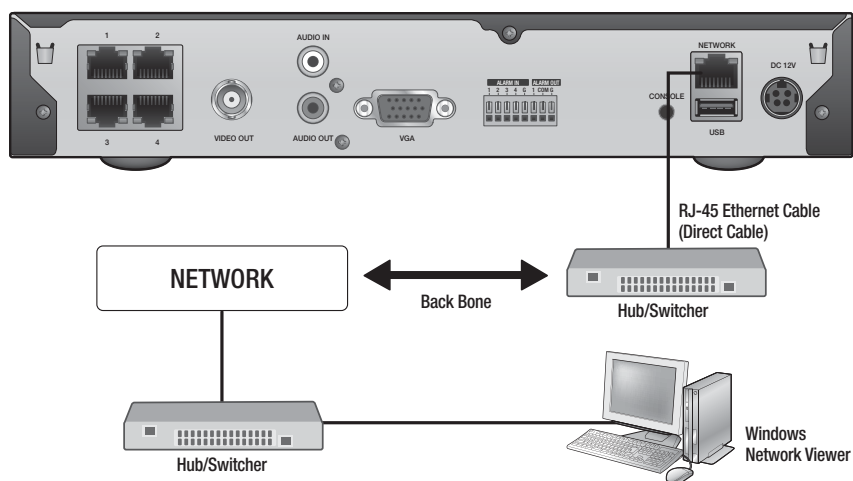 1 2
3 4
VIDEO OUT
AUDIO IN
AUDIO OUT
VGA
ALARM IN ALARM OUT
1 2 3 4 G 1 COM G
CONSOLE
NETWORK
USB
DC 12V
RJ-45 Ethernet Cable
(Direct Cable)
NETWORK
Back Bone
Hub/Switcher
Hub/Switcher
Windows
Network Viewer